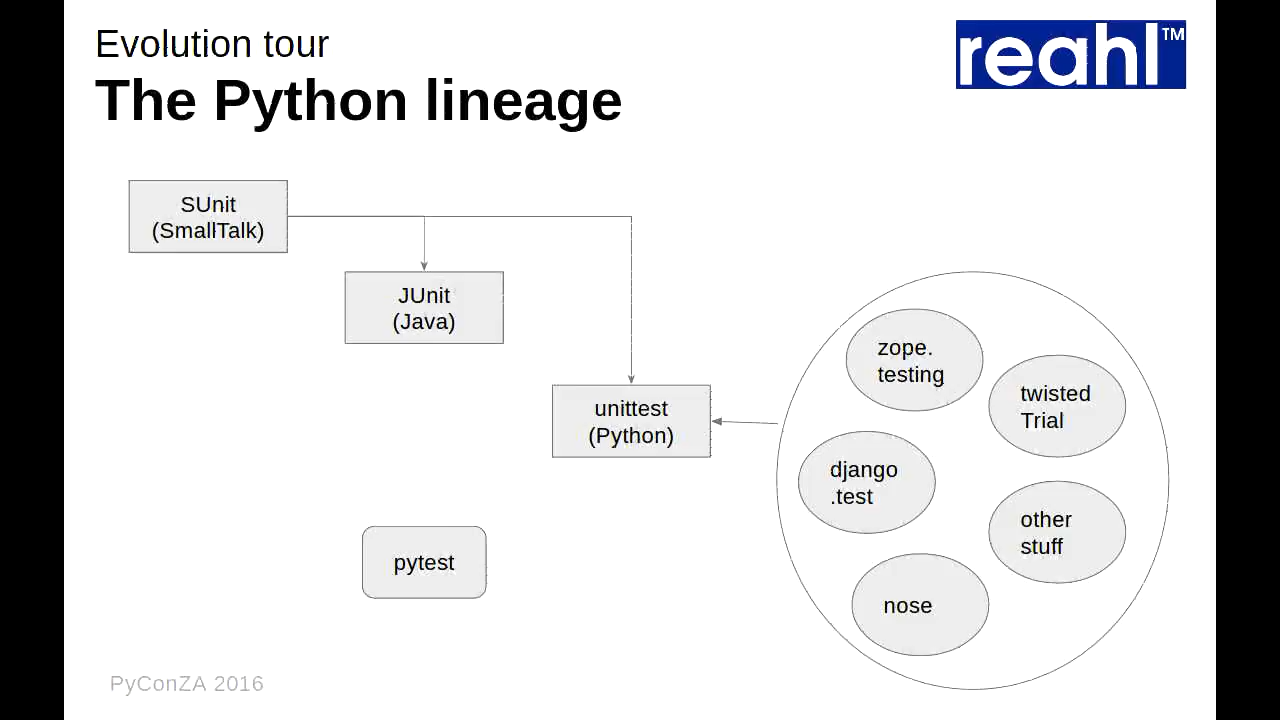 Evolution tour
The Python lineage
reahl™
SUnit
(SmallTalk)
JUnit
(Java)
unittest
(Python)
zope.
testing
twisted
Trial
django
.test
other
stuff
nose
pytest
PyConZA 2016